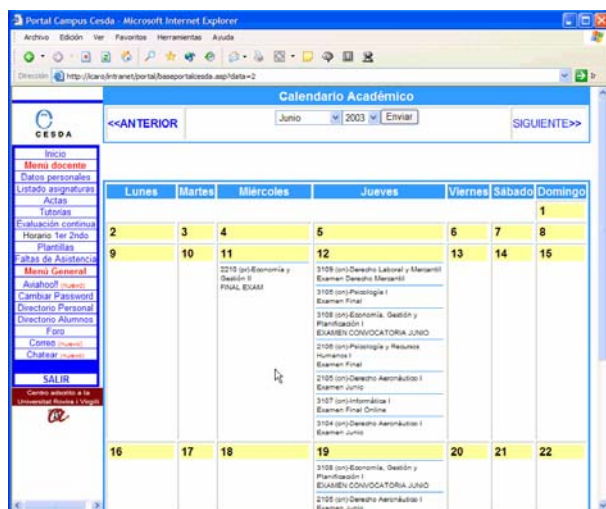 Portal Campus Cesda - Microsoft Internet Explorer
Archivo Edición Ver Favoritos Herramientas Ayuda
Dirección http://icaro/intranet/portal/baseportalcesda.asp?data=2 Ir
Calendario Académico
CESDA
<<ANTERIOR Junio 2003 Enviar SIGUIENTE>>
Inicio
Menú docente
Datos personales
Listado asignaturas
Actas
Tutorias
Evaluación continua
Horario 1er 2ndo
Plantillas
Faltas de Asistencia
Menú General
Aviahoo!! (nuevo)
Cambiar Password
Directorio Personal
Directorio Alumnos
Foro
Correo (nuevo)
Chatear (nuevo)
SALIR
Centro adscrito a la
Universitat Rovira i Virgili
Lunes Martes Miércoles Jueves Viernes Sábado Domingo
1
2 3 4 5 6 7 8
9 10 11 12 13 14 15
2210 (pr)-Economía y
Gestión II
FINAL EXAM
3109 (on)-Derecho Laboral y Mercantil
Examen Derecho Mercantil
3105 (on)-Psicología I
Examen Final
3108 (on)-Economía, Gestión y
Planificación I
EXAMEN CONVOCATORIA JUNIO
2106 (on)-Psicología y Recursos
Humanos I
Examen Final
2105 (on)-Derecho Aeronáutico I
Examen Junio
3107 (on)-Informática I
Examen Final Online
3104 (on)-Derecho Aeronáutico I
Examen Junio
16 17 18 19 20 21 22
3108 (on)-Economía, Gestión y
Planificación I
EXAMEN CONVOCATORIA JUNIO
2105 (on)-Derecho Aeronáutico I
Examen Junio